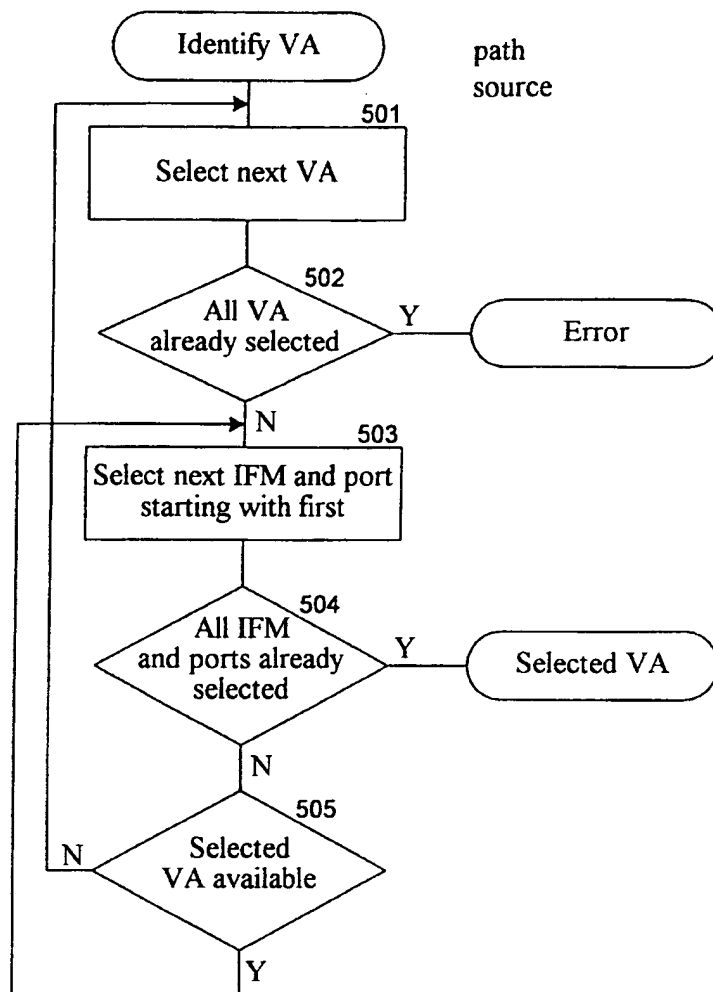 Identify VA
path
source
501
Select next VA
502
All VA
already selected
Y
Error
N
503
Select next IFM and port
starting with first
504
All IFM
and ports already
selected
Y
Selected VA
N
505
Selected
VA available
N
Y